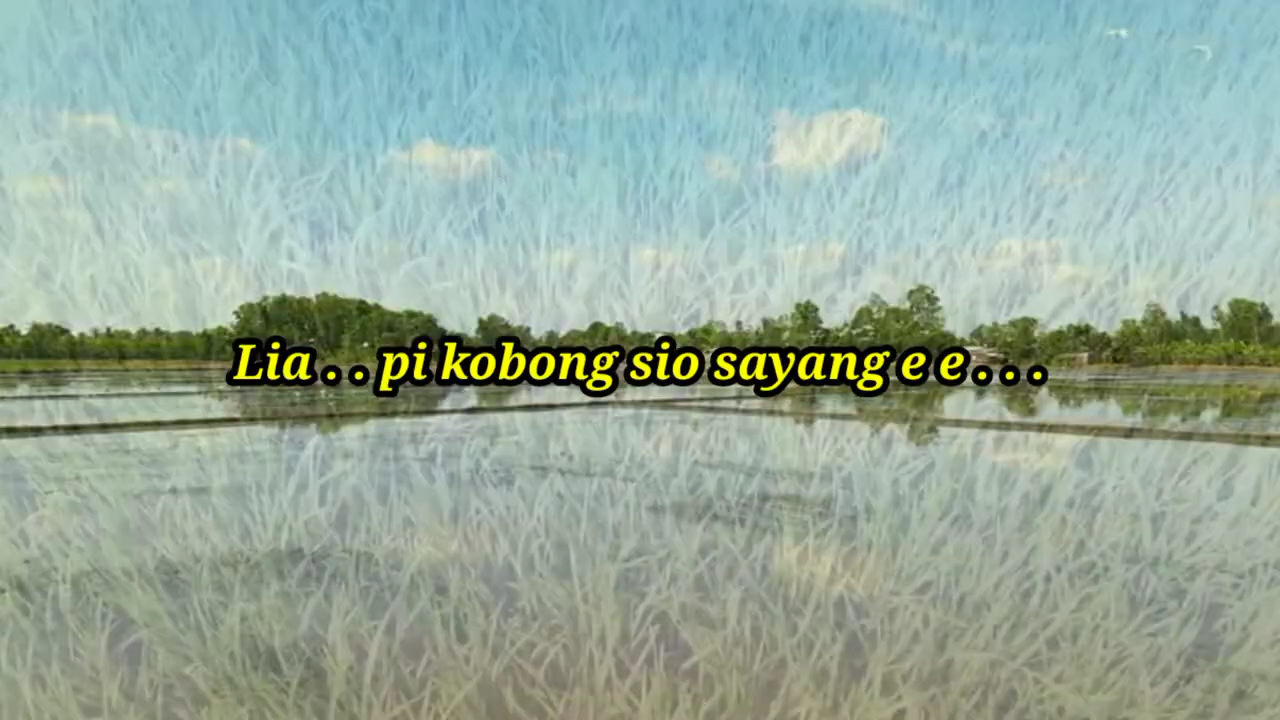 Lia . . pi kobong sio sayang e e . . .